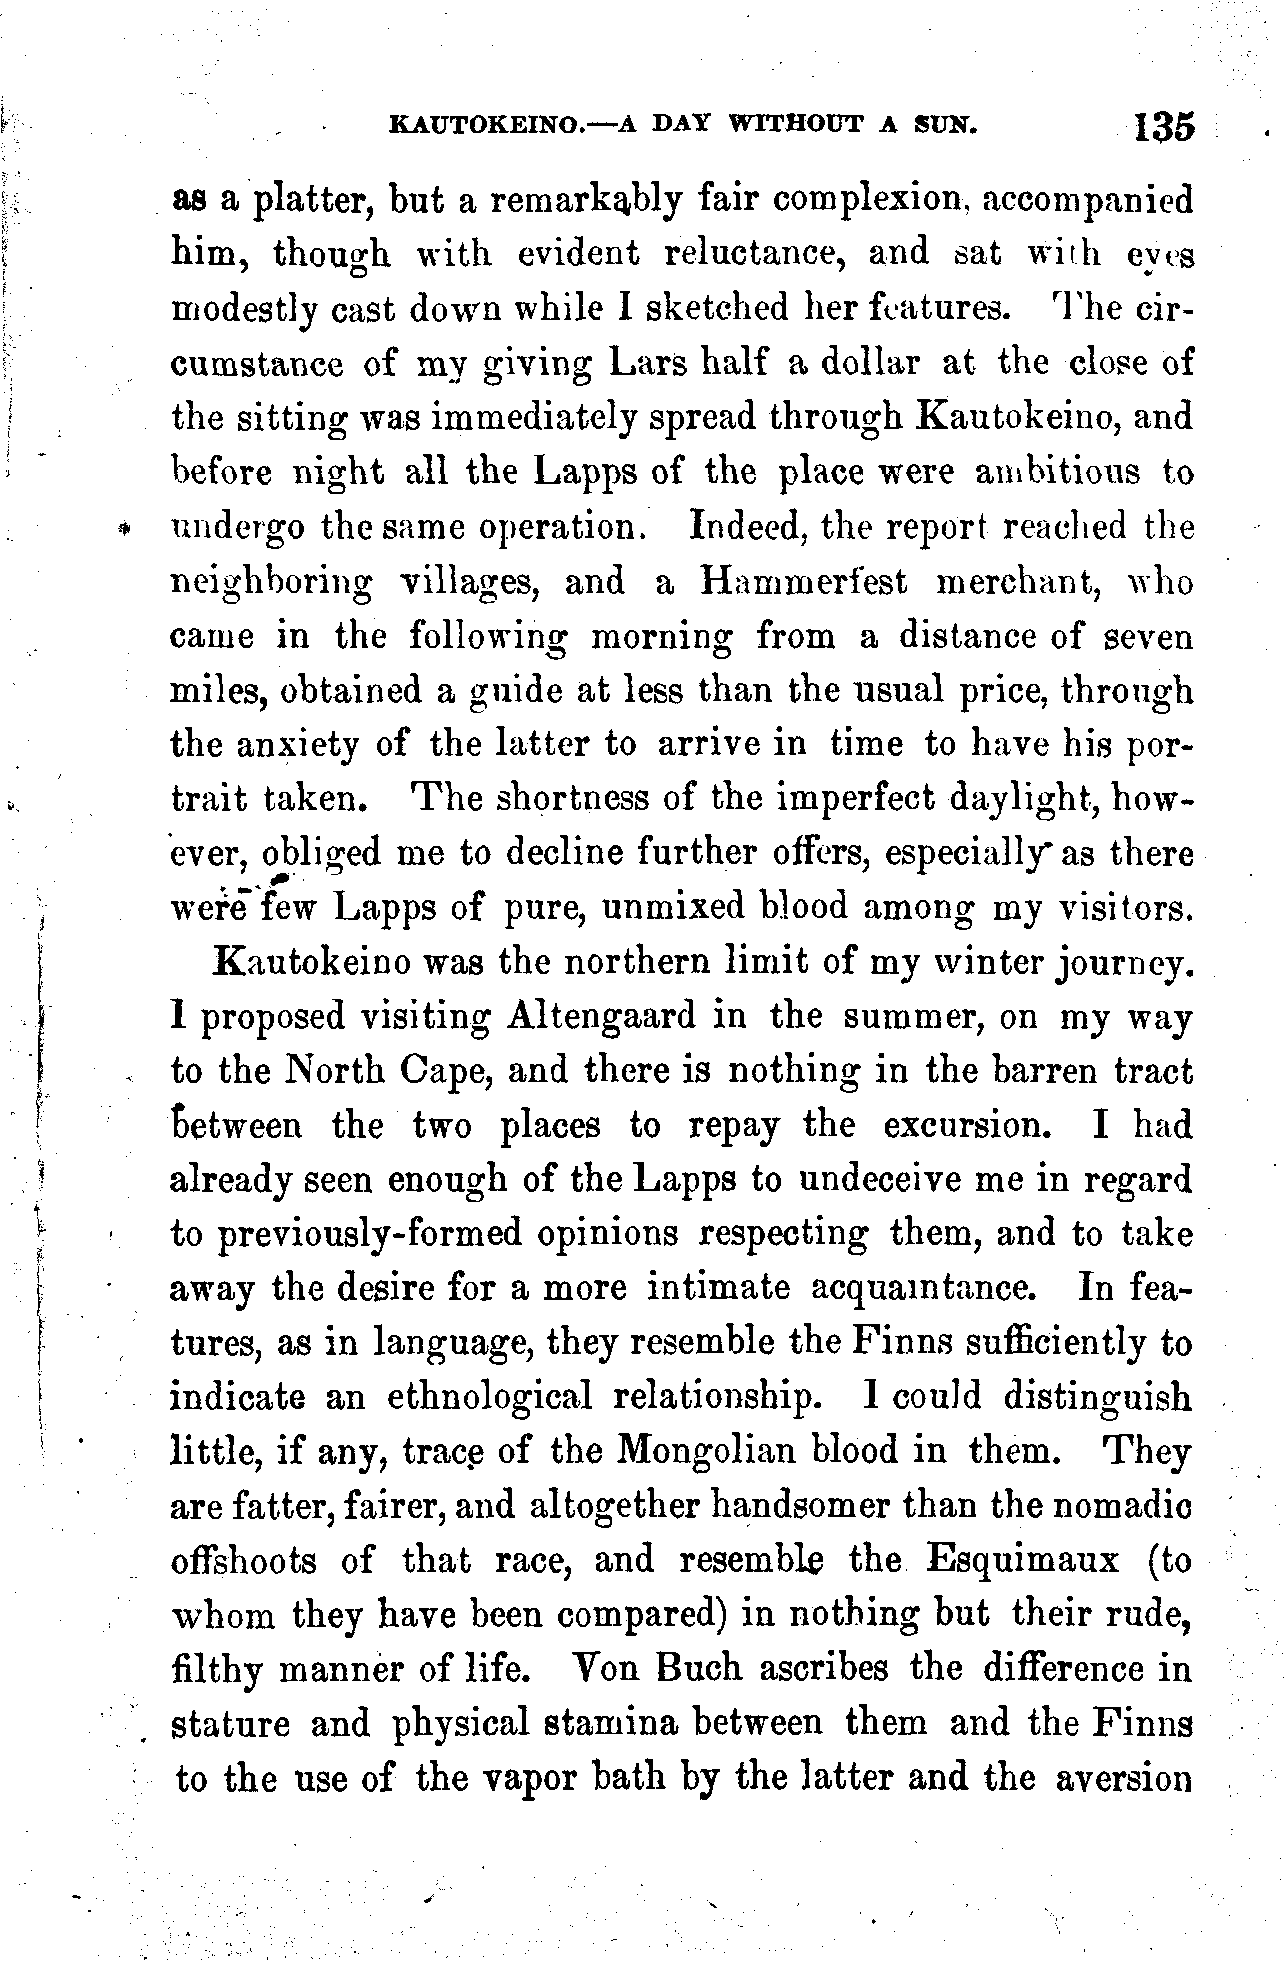 KAUTOKEINO.—A DAY WITHOUT A SUN. 135
as a platter, but a remarkably fair complexion, accompanied
him, though with evident reluctance, and sat with eyes
modestly cast down while I sketched her features. The cir-
cumstance of my giving Lars half a dollar at the close of
the sitting was immediately spread through Kautokeino, and
before night all the Lapps of the place were ambitious to
undergo the same operation. Indeed, the report reached the
neighboring villages, and a Hammerfest merchant, who
came in the following morning from a distance of seven
miles, obtained a guide at less than the usual price, through
the anxiety of the latter to arrive in time to have his por-
trait taken. The shortness of the imperfect daylight, how-
ever, obliged me to decline further offers, especially as there
were few Lapps of pure, unmixed blood among my visitors.
Kautokeino was the northern limit of my winter journey.
I proposed visiting Altengaard in the summer, on my way
to the North Cape, and there is nothing in the barren tract
between the two places to repay the excursion. I had
already seen enough of the Lapps to undeceive me in regard
to previously-formed opinions respecting them, and to take
away the desire for a more intimate acquaintance. In fea-
tures, as in language, they resemble the Finns sufficiently to
indicate an ethnological relationship. I could distinguish
little, if any, trace of the Mongolian blood in them. They
are fatter, fairer, and altogether handsomer than the nomadic
offshoots of that race, and resemble the Esquimaux (to
whom they have been compared) in nothing but their rude,
filthy manner of life. Von Buch ascribes the difference in
stature and physical stamina between them and the Finns
to the use of the vapor bath by the latter and the aversion